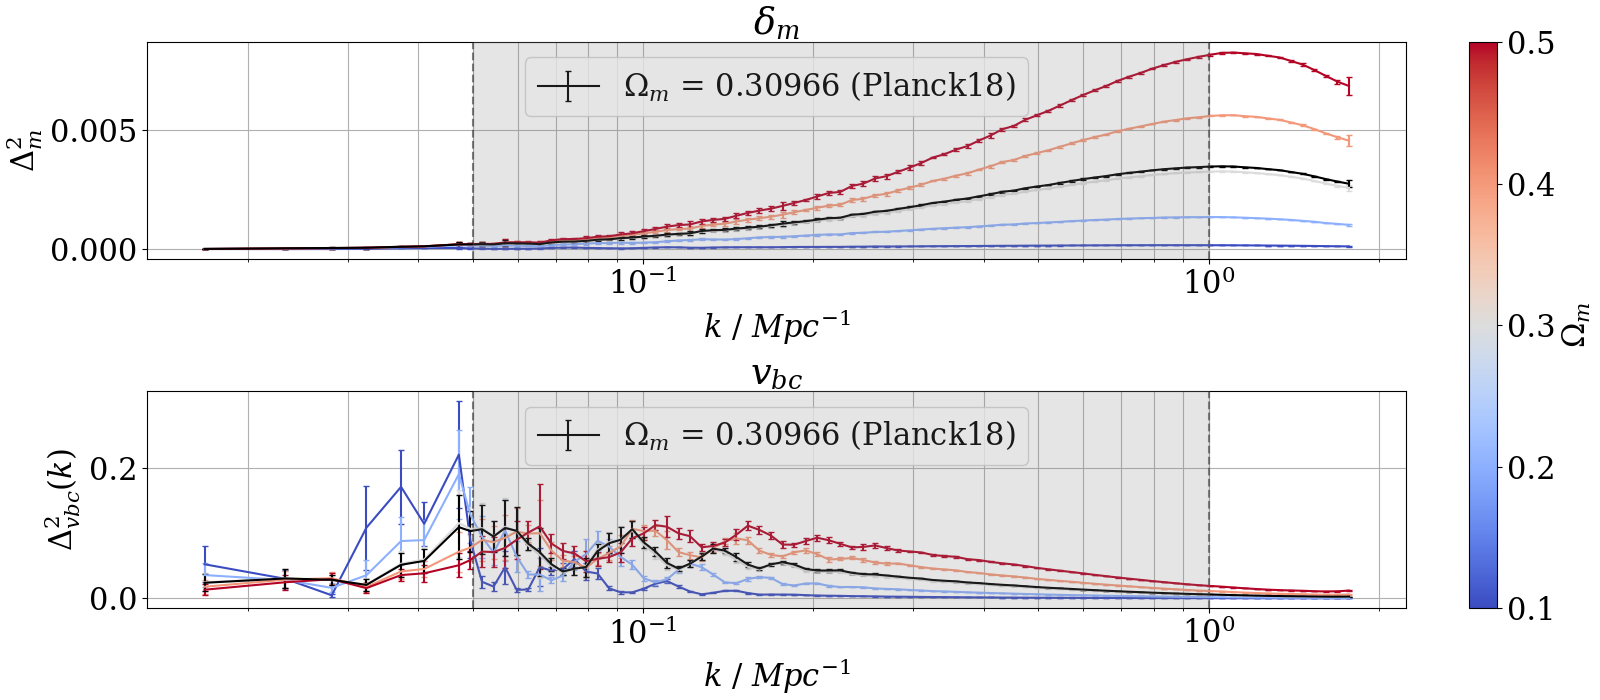 δₘ
Δ²ₘ
0.005
0.000
Ωₘ = 0.30966 (Planck18)
10⁻¹ 10⁰
k / Mpc⁻¹
v_bc
Δ²_vbc(k)
0.2
0.0
Ωₘ = 0.30966 (Planck18)
10⁻¹ 10⁰
k / Mpc⁻¹
0.5
0.4
0.3
0.2
0.1
Ωₘ